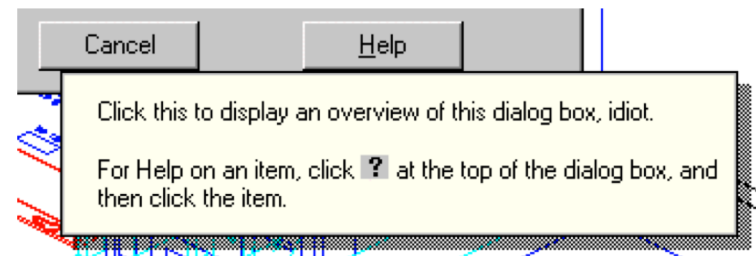 Cancel Help
Click this to display an overview of this dialog box, idiot.
For Help on an item, click ? at the top of the dialog box, and
then click the item.